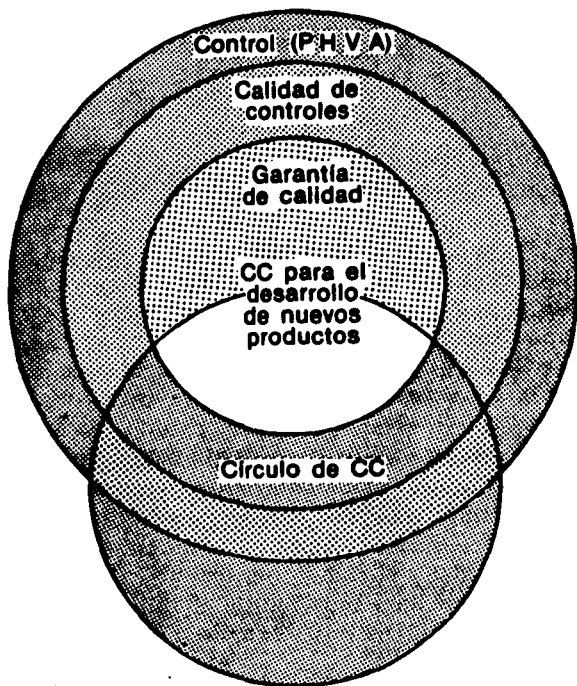 Control (P H V A)
Calidad de
controles
Garantía
de calidad
CC para el
desarrollo
de nuevos
productos
Círculo de CC